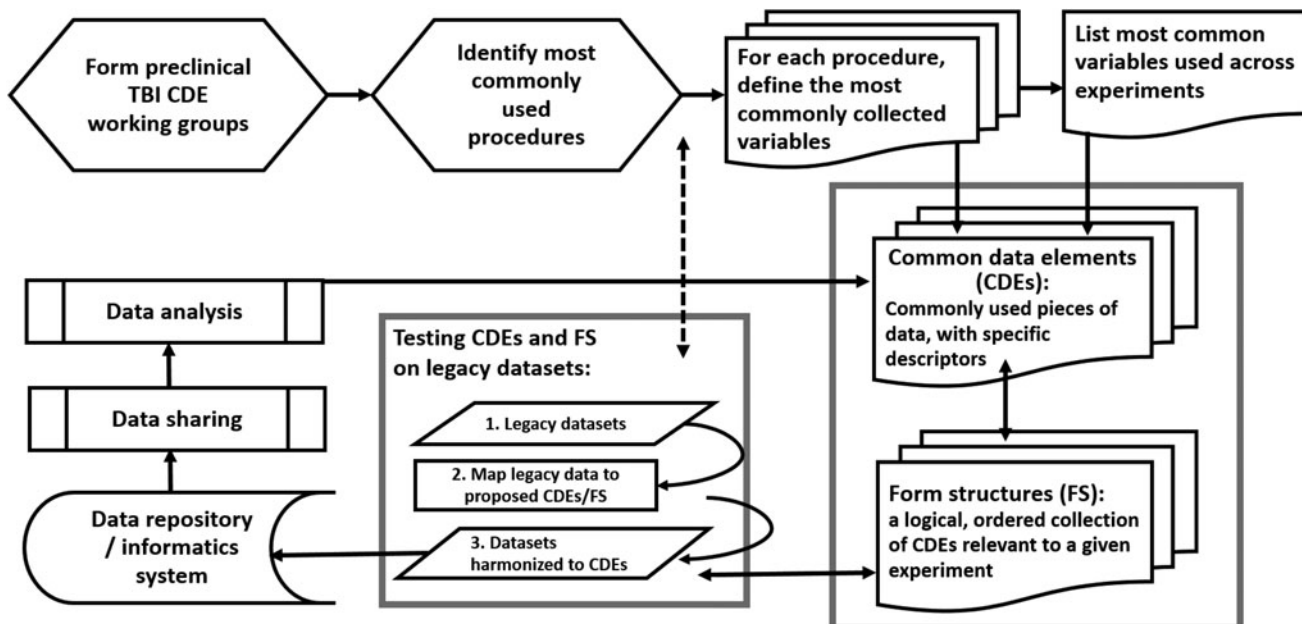 Form preclinical
TBI CDE
working groups
Identify most
commonly
used
procedures
For each procedure,
define the most
commonly collected
variables
List most common
variables used across
experiments
Common data elements
(CDEs):
Commonly used pieces of
data, with specific
descriptors
Data analysis
Testing CDEs and FS
on legacy datasets:
Data sharing
1. Legacy datasets
2. Map legacy data to
proposed CDEs/FS
3. Datasets
harmonized to CDEs
Form structures (FS):
a logical, ordered collection
of CDEs relevant to a given
experiment
Data repository
/ informatics
system